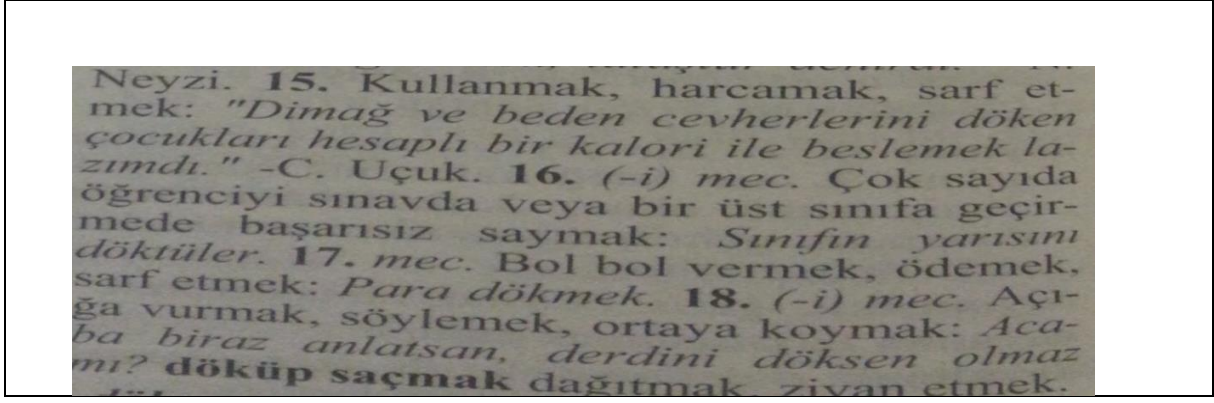 Neyzi. 15. Kullanmak, harcamak, sarf et-
mek: "Dimağ ve beden cevherlerini döken
çocukları hesaplı bir kalori ile beslemek la-
zımdı." -C. Uçuk. 16. (-i) mec. Çok sayıda
öğrenciyi sınavda veya bir üst sınıfa geçir-
mede başarısız saymak: Sınıfın yarısını
döktüler. 17. mec. Bol bol vermek, ödemek,
sarf etmek: Para dökmek. 18. (-i) mec. Açı-
ğa vurmak, söylemek, ortaya koymak: Aca-
ba biraz anlatsan, derdini döksen olmaz
mı? döküp saçmak dağıtmak, ziyan etmek.